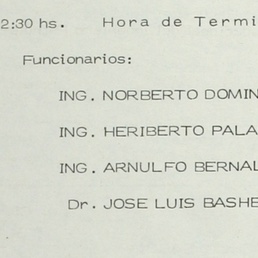 2:30 hs. Hora de Termi
Funcionarios:
ING. NORBERTO DOMIN
ING. HERIBERTO PALA
ING. ARNULFO BERNAL
Dr. JOSE LUIS BASHE